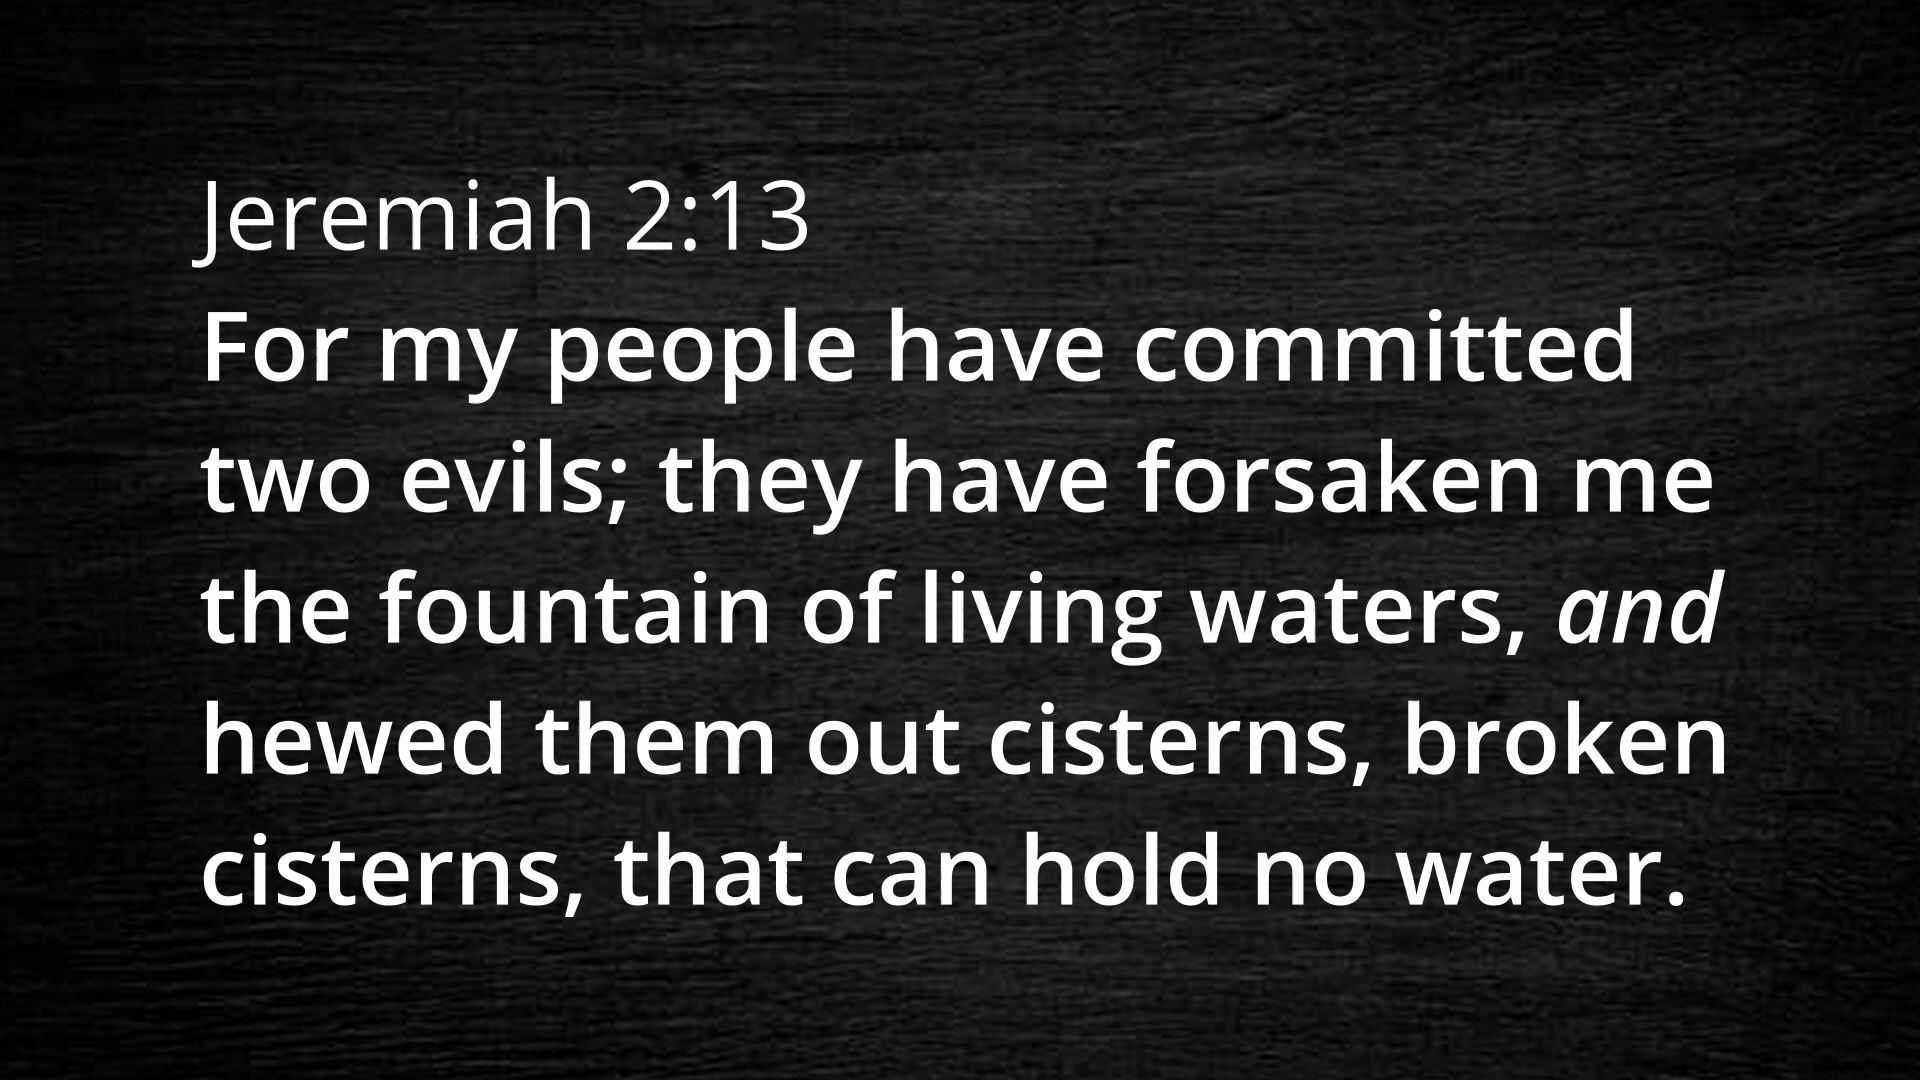 Jeremiah 2:13
For my people have committed
two evils; they have forsaken me
the fountain of living waters, and
hewed them out cisterns, broken
cisterns, that can hold no water.